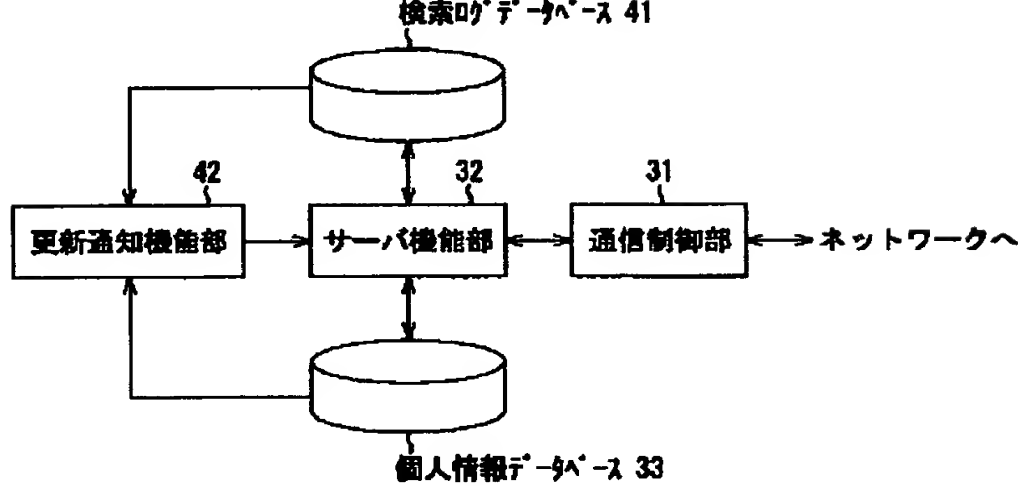 検索ログデータベース 41
42
32
31
更新通知機能部
サーバ機能部
通信制御部
ネットワークへ
個人情報データベース 33